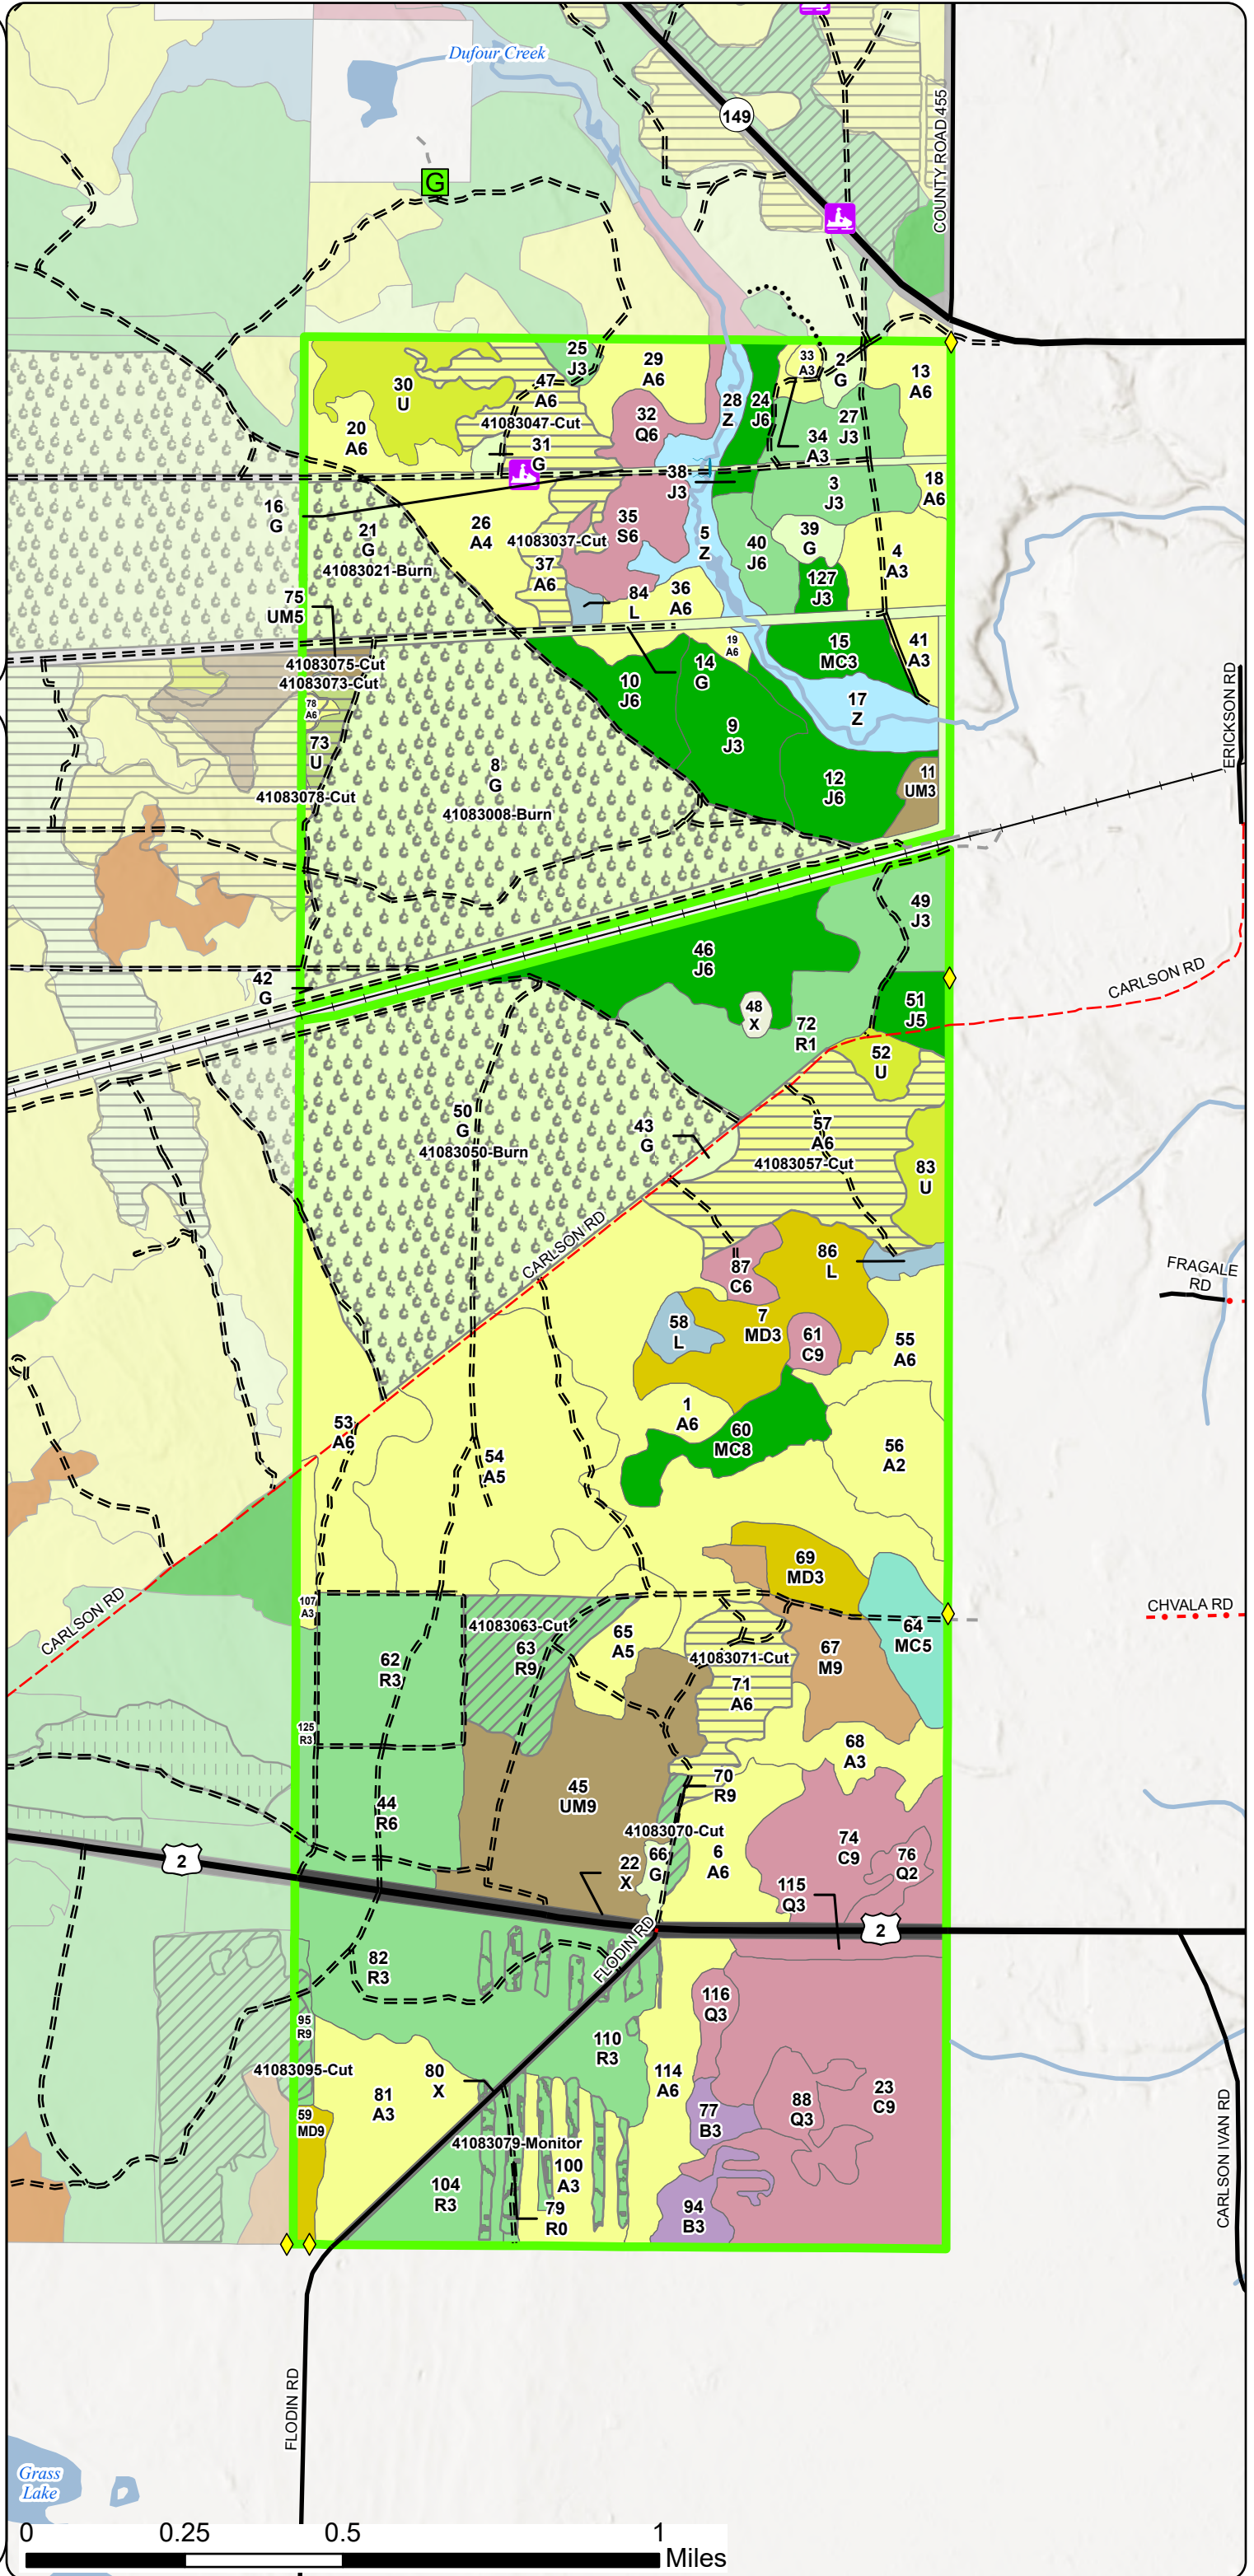 Dufour Creek
149
COUNTY ROAD 455
G
25
J3
29
A6
33
A3
2
G
13
A6
30
U
47
A6
41083047-Cut
32
Q6
28
Z
24
J6
27
J3
20
A6
31
G
34
A3
38
J3
3
J3
18
A6
16
G
21
G
41083021-Burn
26
A4
35
S6
41083037-Cut
37
A6
5
Z
40
J6
39
G
4
A3
127
J3
75
UM5
84
L
36
A6
41083075-Cut
41083073-Cut
19
A6
15
MC3
41
A3
14
G
10
J6
17
Z
78
A6
73
U
9
J3
8
G
41083008-Burn
41083078-Cut
12
J6
11
UM3
ERICKSON RD
49
J3
46
J6
42
G
48
X
72
R1
51
J5
CARLSON RD
52
U
50
G
41083050-Burn
43
G
57
A6
41083057-Cut
83
U
CARLSON RD
86
L
87
C6
FRAGALE
RD
58
L
7
MD3
61
C9
55
A6
1
A6
60
MC8
53
A6
54
A5
56
A2
69
MD3
CARLSON RD
107
A3
CHVALA RD
41083063-Cut
63
R9
62
R3
65
A5
41083071-Cut
71
A6
67
M9
64
MC5
125
R3
68
A3
44
R6
45
UM9
70
R9
41083070-Cut
66
G
6
A6
74
C9
76
Q2
2
22
X
115
Q3
2
FLODIN RD
82
R3
116
Q3
95
R9
41083095-Cut
110
R3
80
X
81
A3
114
A6
59
MD9
77
B3
88
Q3
23
C9
41083079-Monitor
100
A3
104
R3
79
R0
94
B3
CARLSON IVAN RD
FLODIN RD
Grass
Lake
0 0.25 0.5 1
Miles